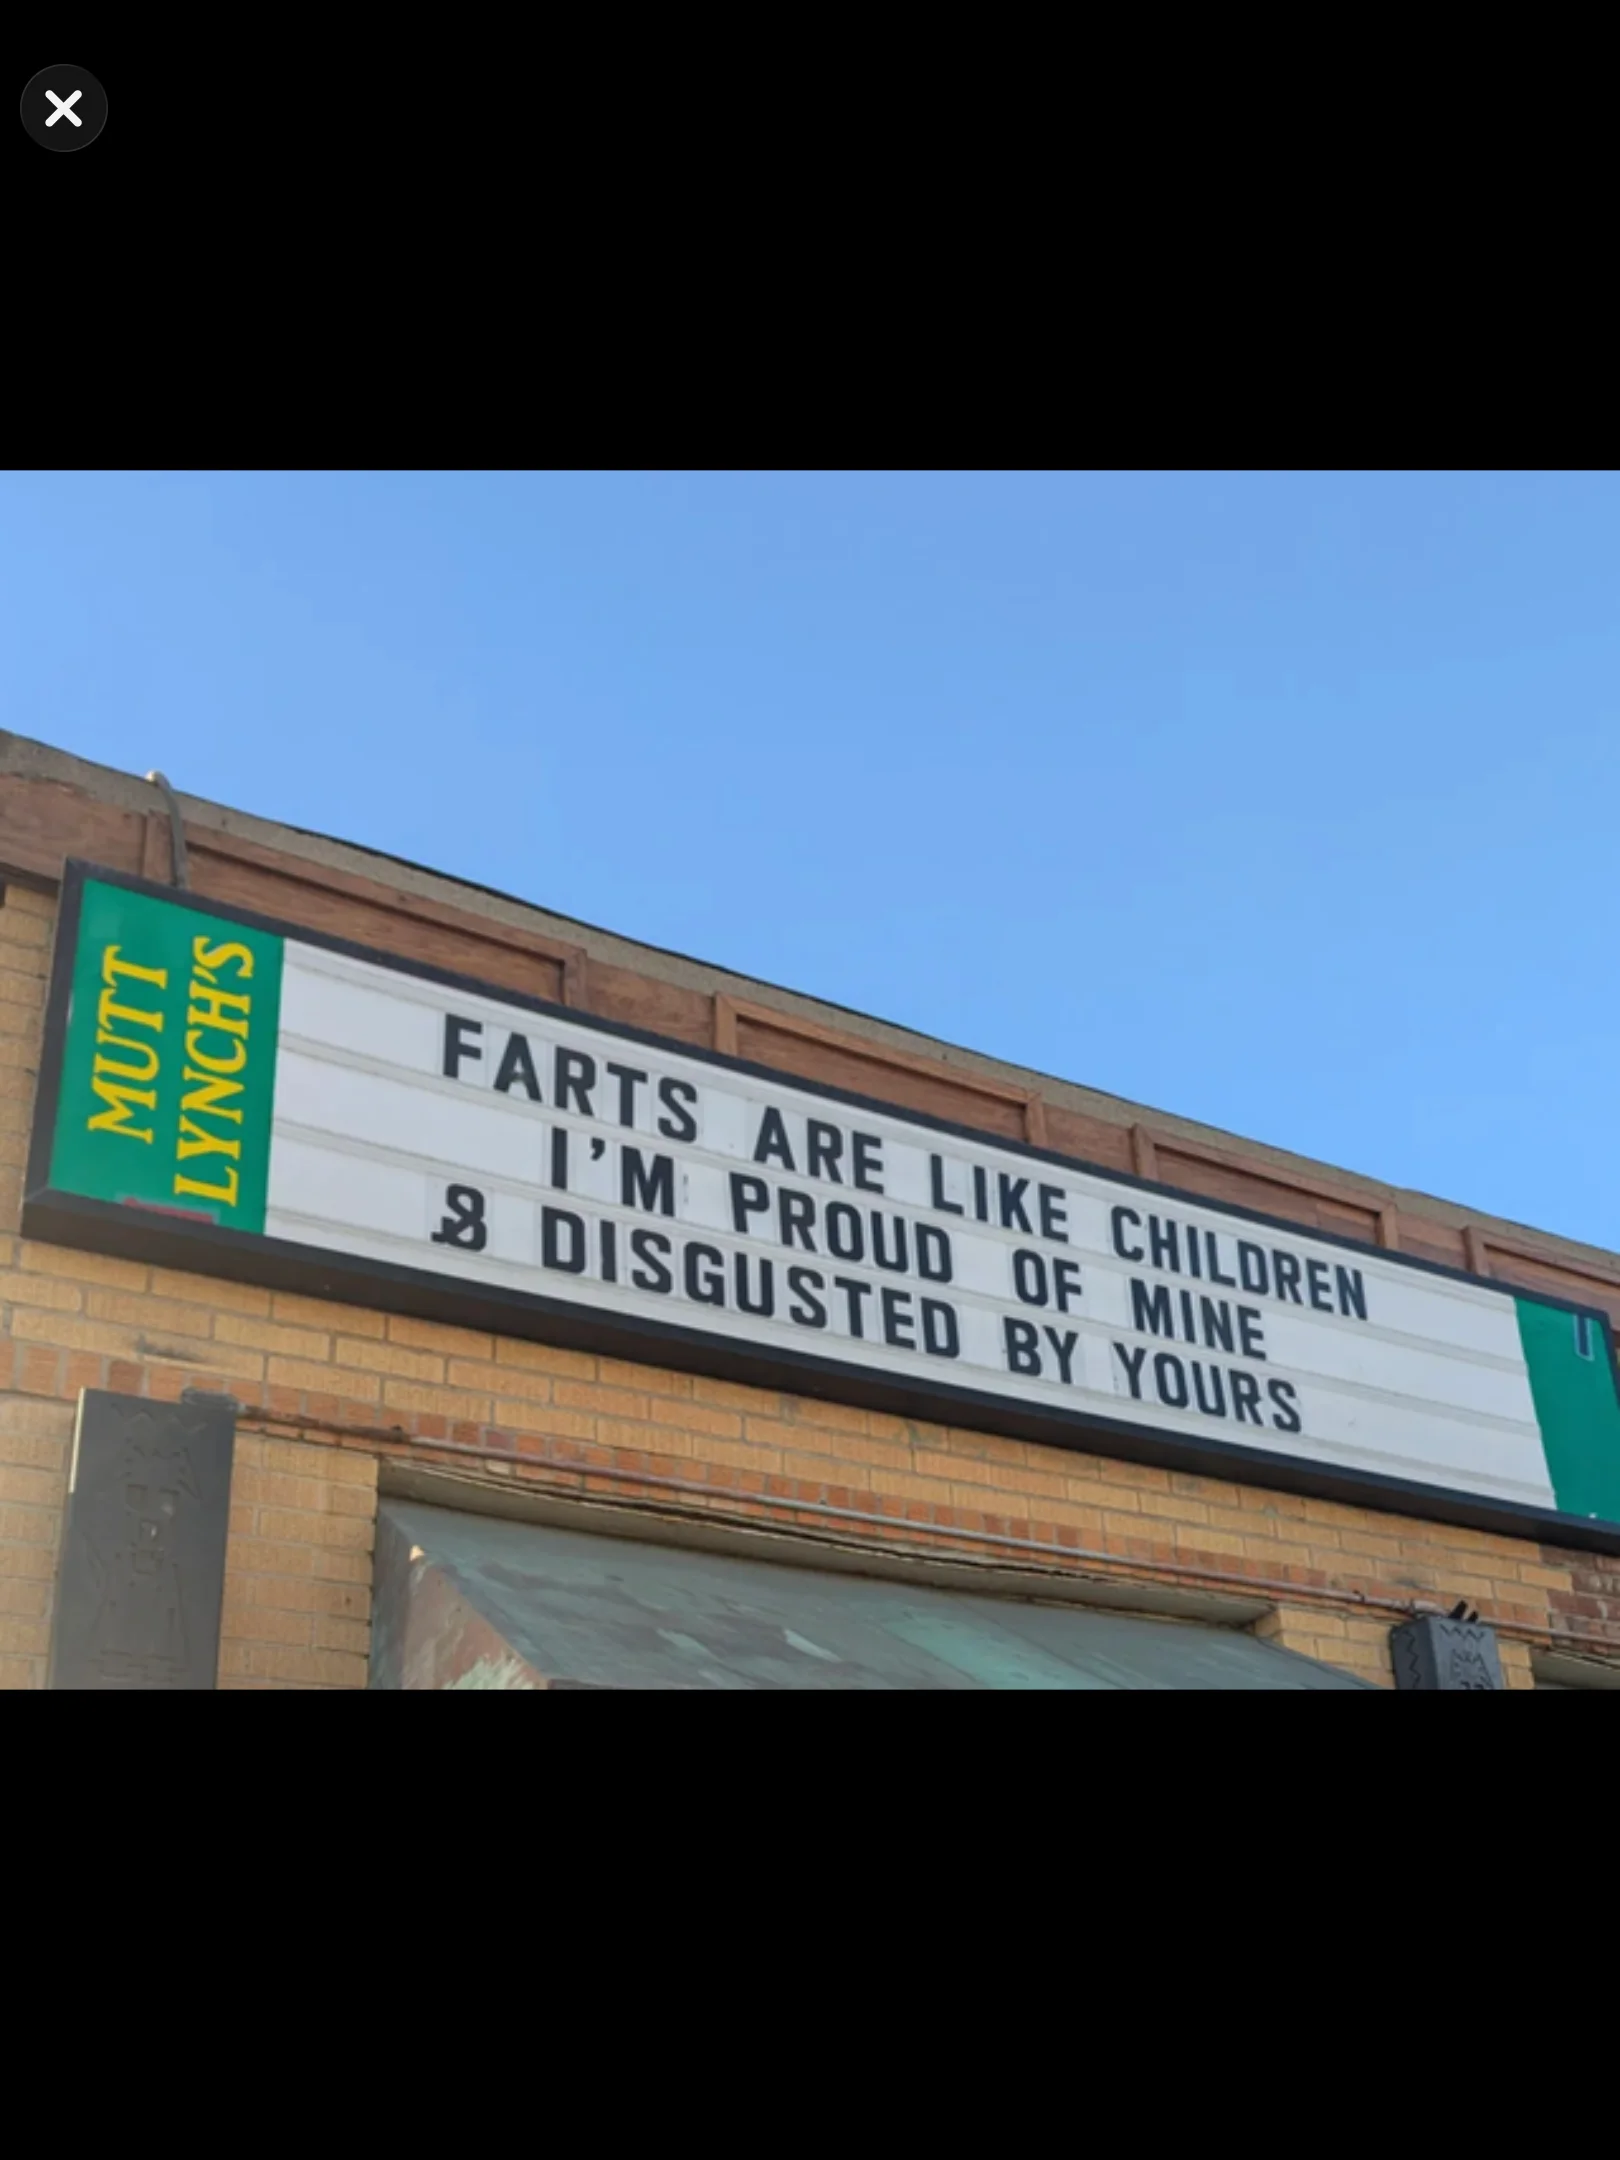 MUTT
LYNCH'S
FARTS ARE LIKE CHILDREN
I'M PROUD OF MINE
& DISGUSTED BY YOURS